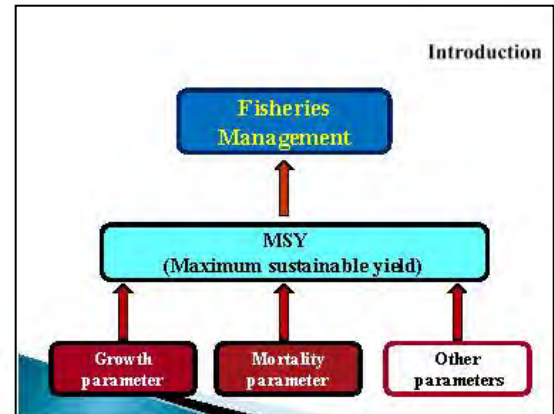 Introduction
Fisheries
Management
MSY
(Maximum sustainable yield)
Growth
parameter
Mortality
parameter
Other
parameters